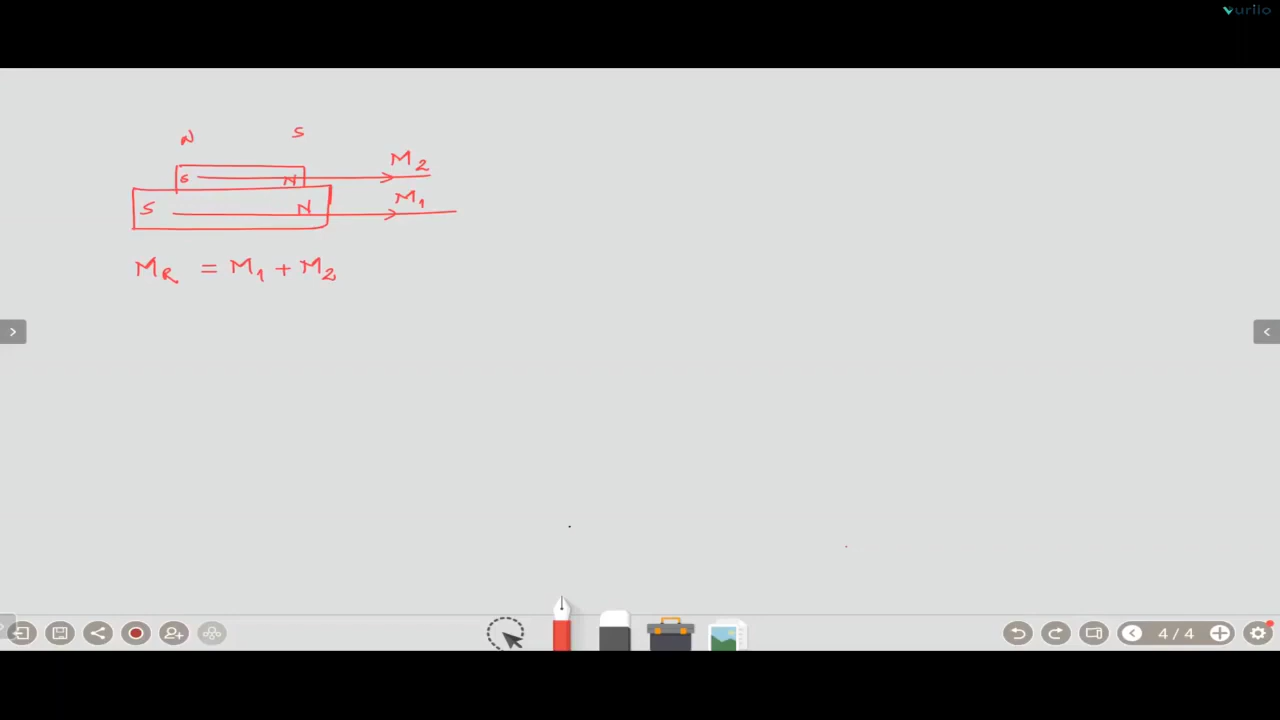 vurilo
N S
M2
S N
M1
S N
MR = M1 + M2
4 / 4